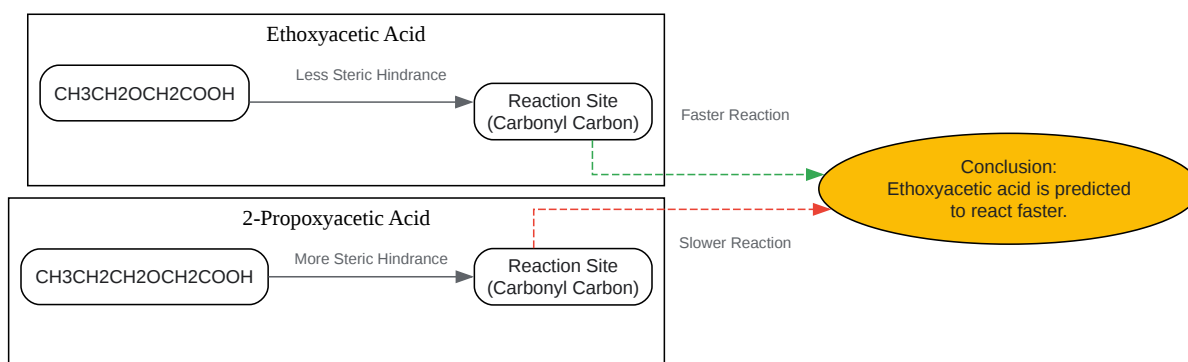 Ethoxyacetic Acid
CH3CH2OCH2COOH
Less Steric Hindrance
Reaction Site
(Carbonyl Carbon)
Faster Reaction
2-Propoxyacetic Acid
CH3CH2CH2OCH2COOH
More Steric Hindrance
Reaction Site
(Carbonyl Carbon)
Slower Reaction
Conclusion:
Ethoxyacetic acid is predicted
to react faster.